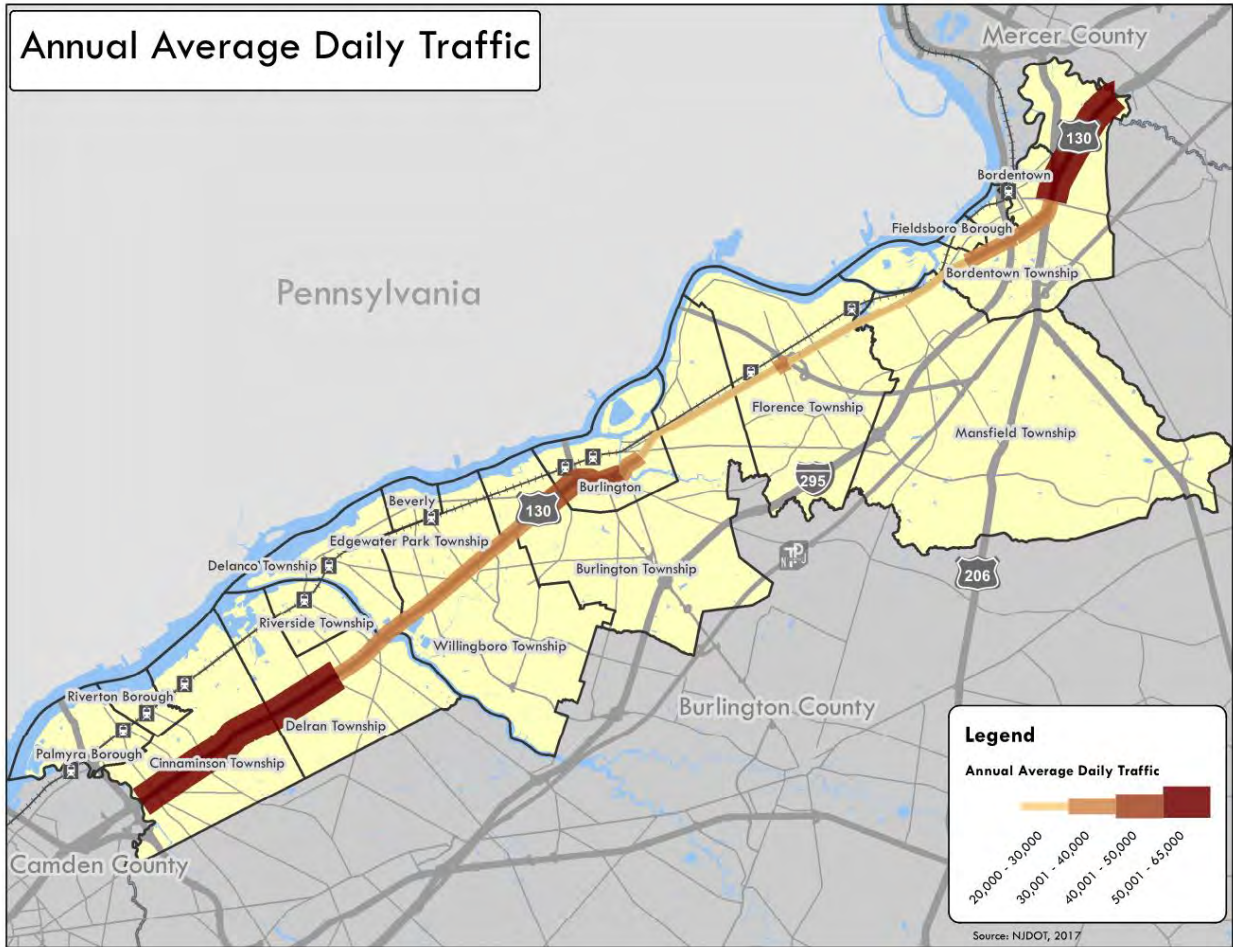 Annual Average Daily Traffic
Mercer County
130
Bordentown
Fieldsboro Borough
Bordentown Township
Pennsylvania
Florence Township
Mansfield Township
295
Burlington
Beverly
130
Edgewater Park Township
Delanco Township
Burlington Township
206
Riverside Township
Willingboro Township
Riverton Borough
Burlington County
Delran Township
Palmyra Borough
Cinnaminson Township
Camden County
Legend
Annual Average Daily Traffic
20,000 - 30,000
30,001 - 40,000
40,001 - 50,000
50,001 - 65,000
Source: NJDOT, 2017